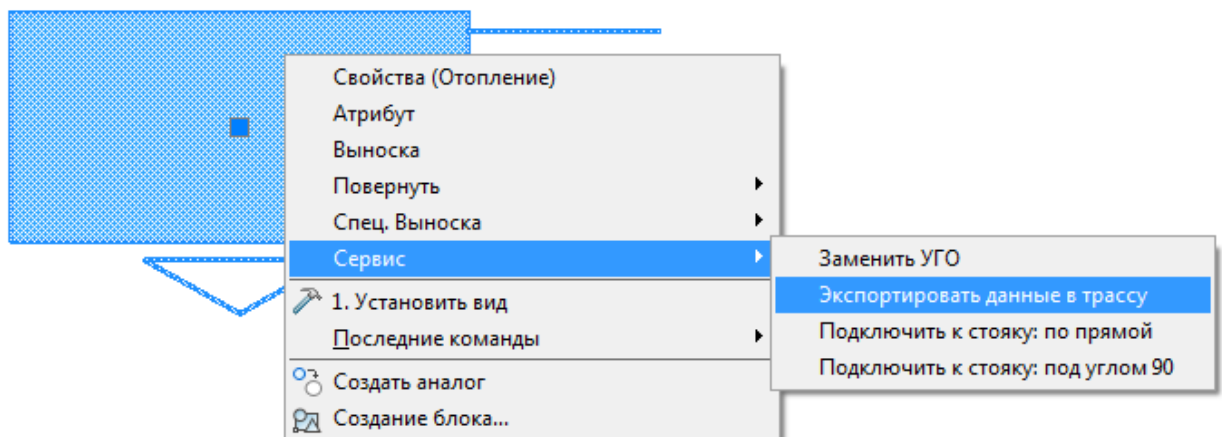 Свойства (Отопление)
Атрибут
Выноска
Повернуть
Спец. Выноска
Сервис
Заменить УГО
Экспортировать данные в трассу
Подключить к стояку: по прямой
Подключить к стояку: под углом 90
1. Установить вид
Последние команды
Создать аналог
Создание блока...